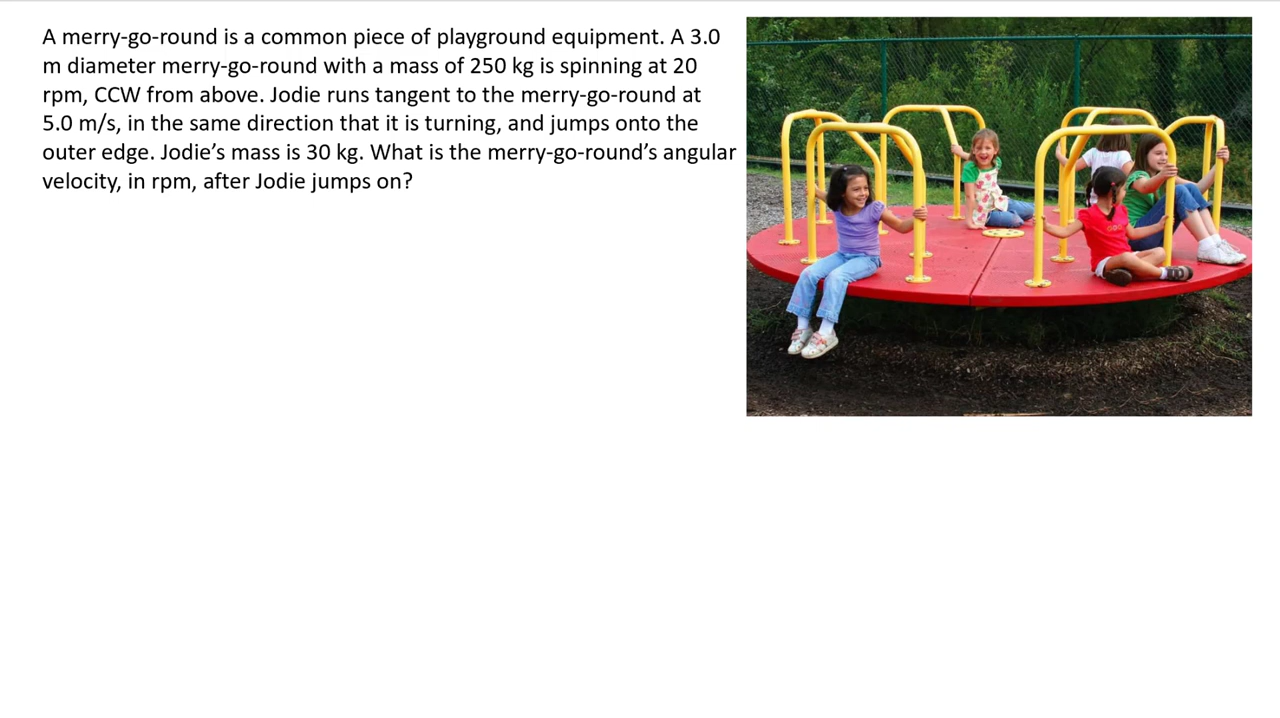 A merry-go-round is a common piece of playground equipment. A 3.0
m diameter merry-go-round with a mass of 250 kg is spinning at 20
rpm, CCW from above. Jodie runs tangent to the merry-go-round at
5.0 m/s, in the same direction that it is turning, and jumps onto the
outer edge. Jodie’s mass is 30 kg. What is the merry-go-round’s angular
velocity, in rpm, after Jodie jumps on?